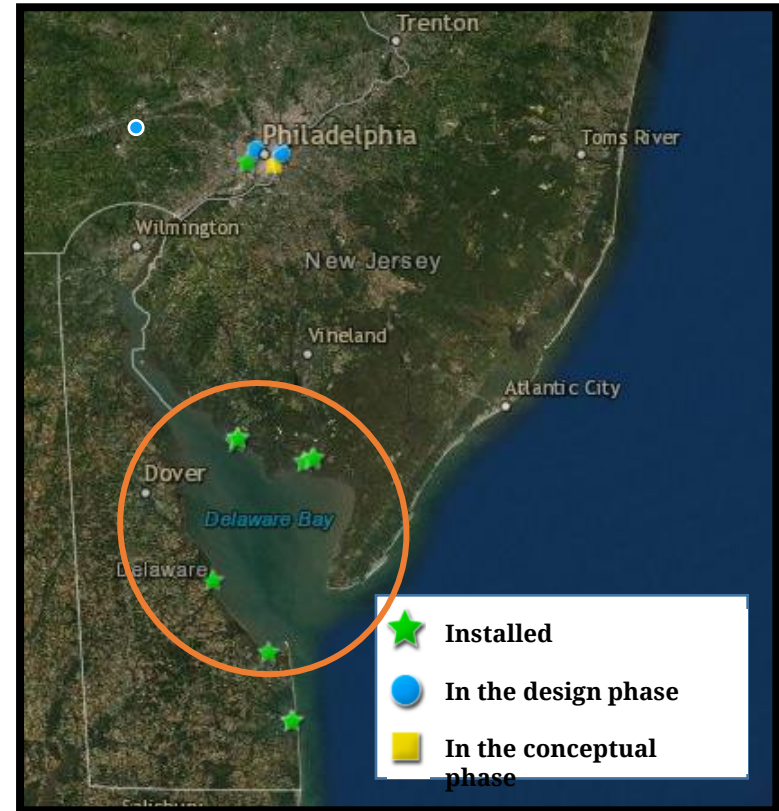 Trenton
Philadelphia
Toms River
Wilmington
New Jersey
Vineland
Atlantic City
Dover
Delaware Bay
Delaware
Installed
In the design phase
In the conceptual
phase
Salisbury